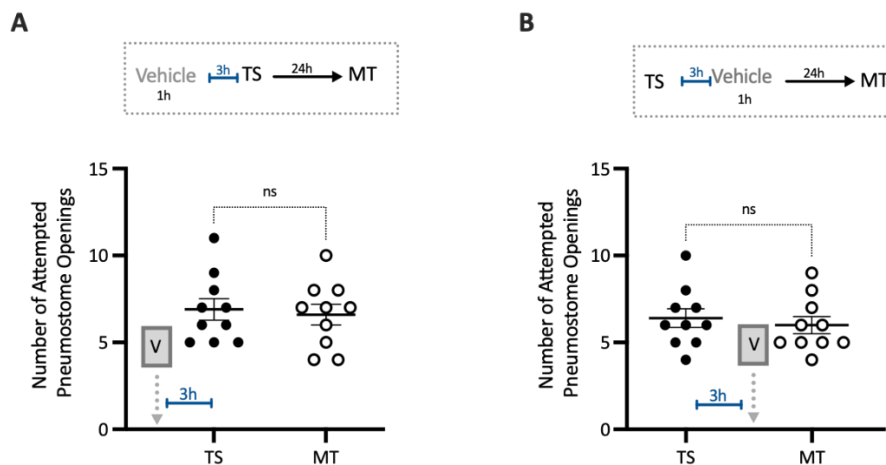 A
Vehicle 3h TS 24h MT
1h
15
10
5
0
Number of Attempted
Pneumostome Openings
ns
V
3h
TS MT
B
TS 3h Vehicle 24h MT
1h
15
10
5
0
Number of Attempted
Pneumostome Openings
ns
V
3h
TS MT